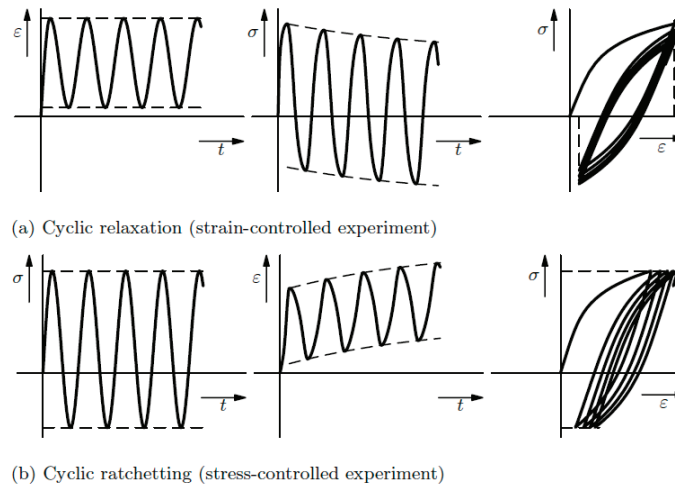 ε σ σ
t t ε
(a) Cyclic relaxation (strain-controlled experiment)
σ ε σ
t t ε
(b) Cyclic ratchetting (stress-controlled experiment)